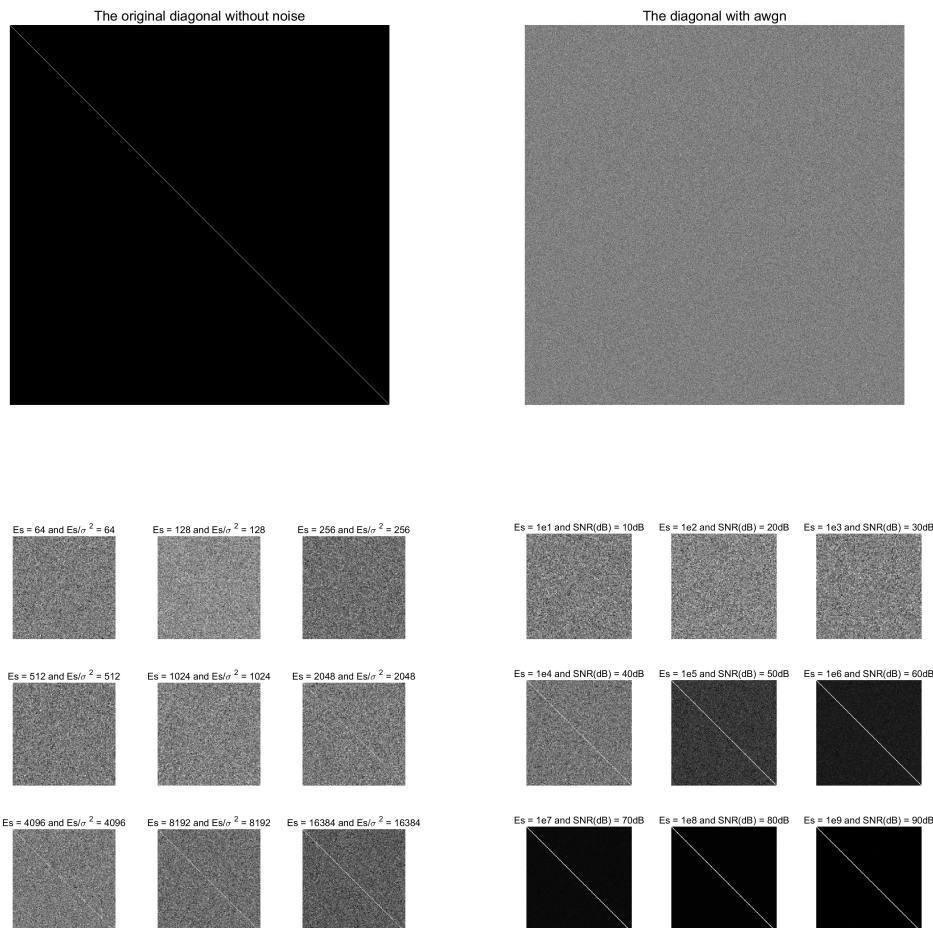 The original diagonal without noise
The diagonal with awgn
Es = 64 and Es/σ 2 = 64
Es = 128 and Es/σ 2 = 128
Es = 256 and Es/σ 2 = 256
Es = 1e1 and SNR(dB) = 10dB
Es = 1e2 and SNR(dB) = 20dB
Es = 1e3 and SNR(dB) = 30dB
Es = 512 and Es/σ 2 = 512
Es = 1024 and Es/σ 2 = 1024
Es = 2048 and Es/σ 2 = 2048
Es = 1e4 and SNR(dB) = 40dB
Es = 1e5 and SNR(dB) = 50dB
Es = 1e6 and SNR(dB) = 60dB
Es = 4096 and Es/σ 2 = 4096
Es = 8192 and Es/σ 2 = 8192
Es = 16384 and Es/σ 2 = 16384
Es = 1e7 and SNR(dB) = 70dB
Es = 1e8 and SNR(dB) = 80dB
Es = 1e9 and SNR(dB) = 90dB